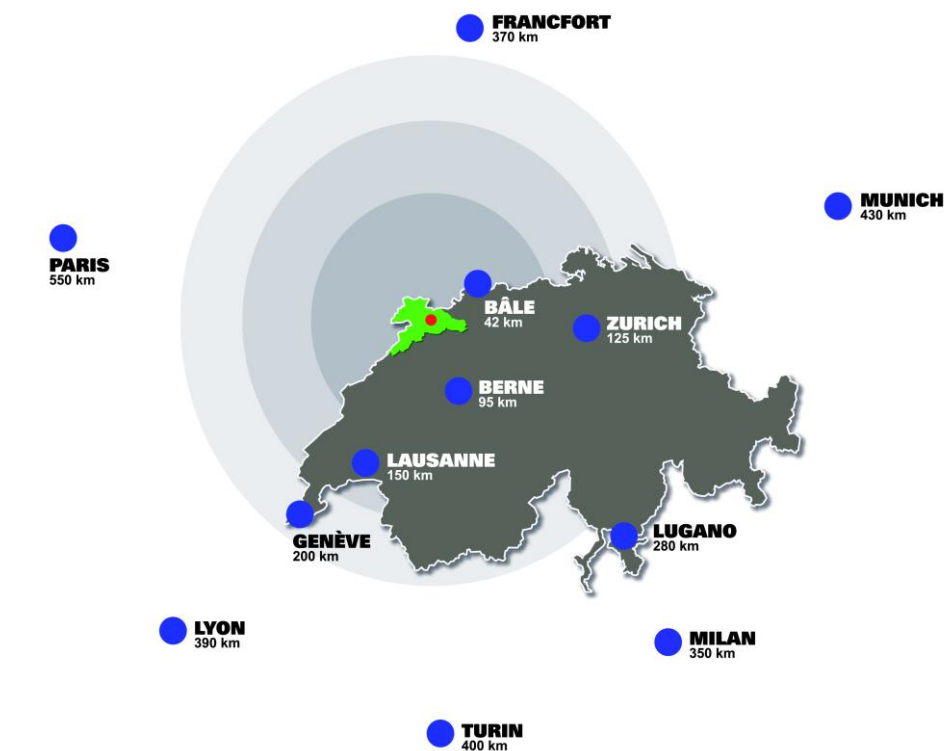 FRANCFORT
370 km
MUNICH
430 km
PARIS
550 km
BÂLE
42 km
ZURICH
125 km
BERNE
95 km
LAUSANNE
150 km
GENÈVE
200 km
LUGANO
280 km
LYON
390 km
MILAN
350 km
TURIN
400 km